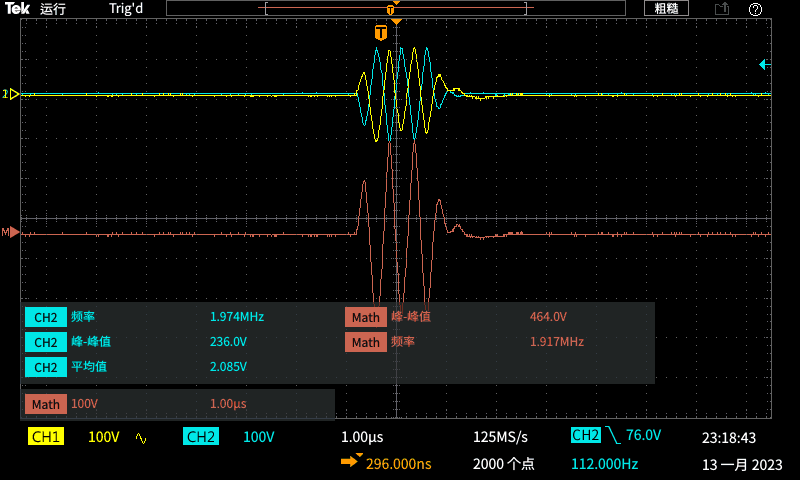 Tek 运行 Trig'd 粗糙
T
T
1
M
CH2 频率 1.974MHz Math 峰-峰值 464.0V
CH2 峰-峰值 236.0V Math 频率 1.917MHz
CH2 平均值 2.085V
Math 100V 1.00µs
CH1 100V CH2 100V 1.00µs 125MS/s CH2 76.0V 23:18:43
296.000ns 2000 个点 112.000Hz 13 一月 2023